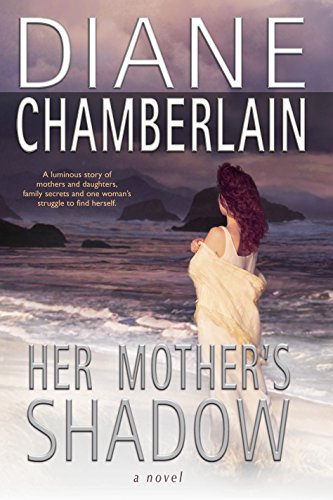 DIANE
CHAMBERLAIN
A luminous story of
mothers and daughters,
family secrets and one woman's
struggle to find herself.
HER MOTHER'S
SHADOW
a novel